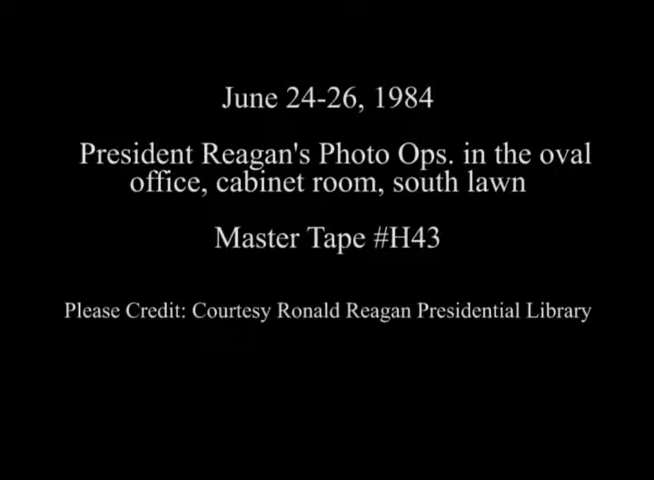 June 24-26, 1984
President Reagan's Photo Ops. in the oval
office, cabinet room, south lawn
Master Tape #H43
Please Credit: Courtesy Ronald Reagan Presidential Library